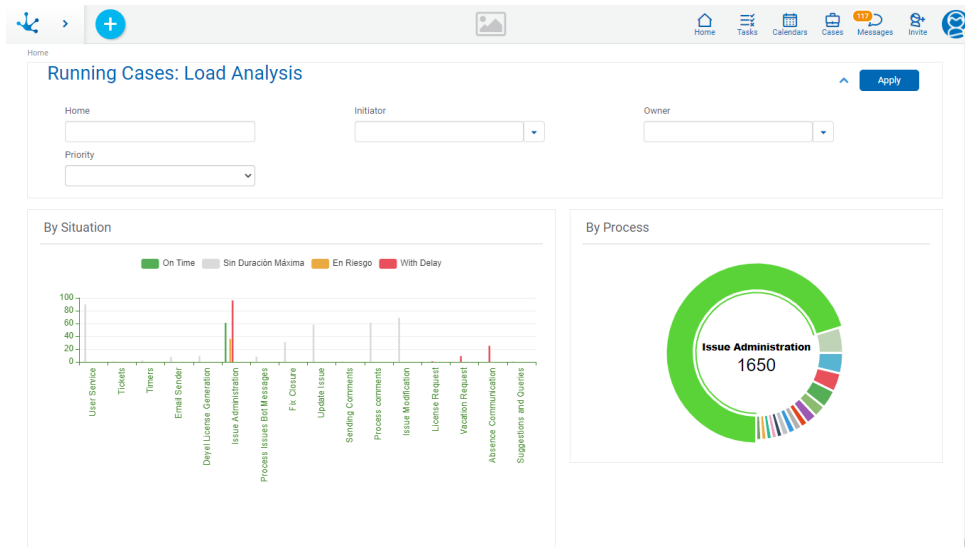 117
Home
Tasks
Calendars
Cases
Messages
Invite
Home
Running Cases: Load Analysis
Apply
Home
Initiator
Owner
Priority
By Situation
By Process
On Time
Sin Duración Máxima
En Riesgo
With Delay
100
80
60
40
20
0
User Service
Tickets
Timers
Email Sender
Deyel License Generation
Issue Administration
Process Issues Bot Messages
Fix Closure
Update Issue
Sending Comments
Process comments
Issue Modification
License Request
Vacation Request
Absence Communication
Suggestions and Queries
Issue Administration
1650